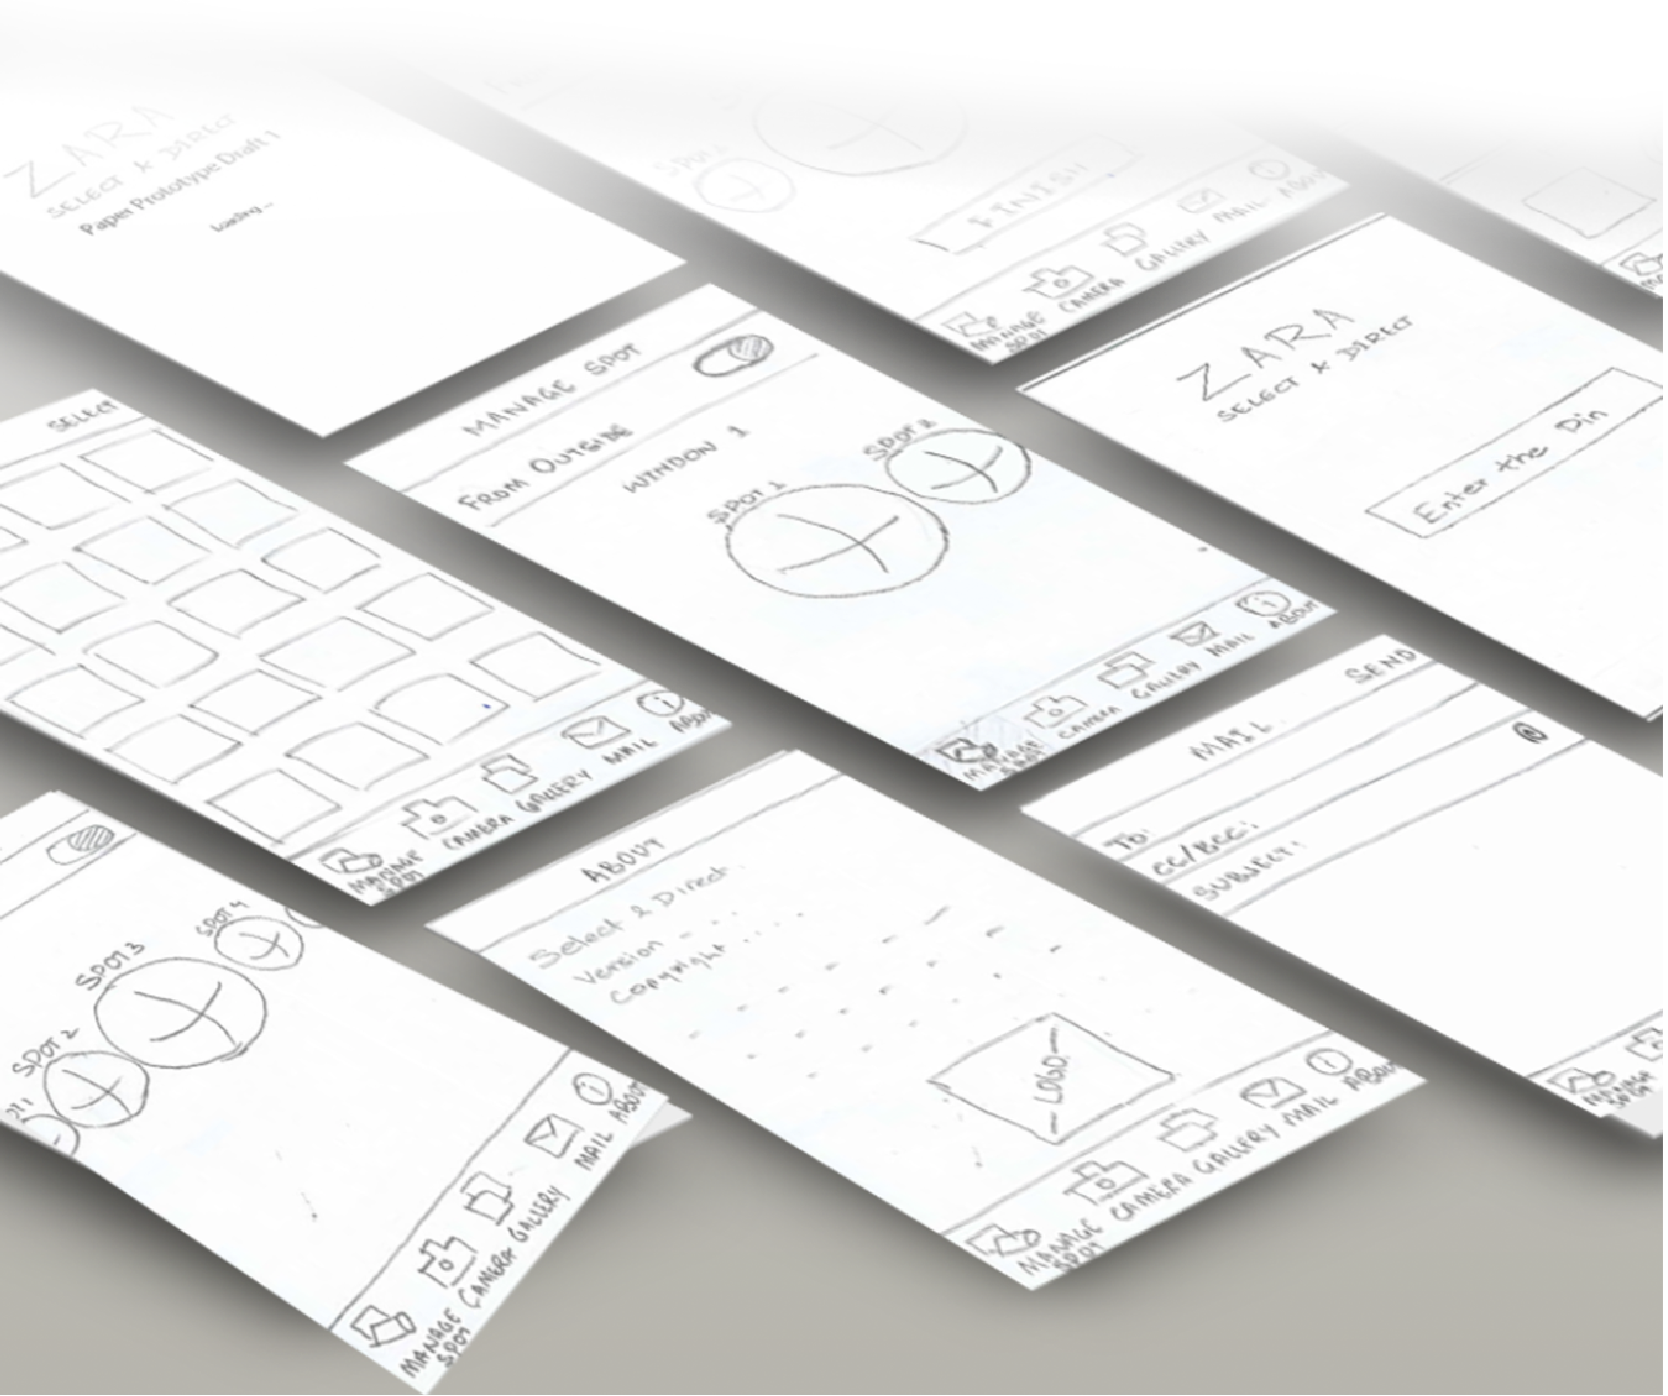 ZARA
SELECT & DIRECT
Paper Prototype Draft 1
Loading...
SPOT 1
FINISH
MANAGE SPOT
CAMERA
GALLERY
MAIL
ABOUT
ZARA
SELECT & DIRECT
Enter the Pin
MANAGE SPOT
FROM OUTSIDE
WINDOW 1
SPOT 1
SPOT 2
MANAGE SPOT
CAMERA
GALLERY
MAIL
ABOUT
SELECT
MANAGE SPOT
CAMERA
GALLERY
MAIL
ABOUT
MAIL
SEND
TO:
CC/BCC:
SUBJECT:
MANAGE SPOT
ABOUT
Select & Direct
Version
Copyright
LOGO
MANAGE SPOT
CAMERA
GALLERY
MAIL
ABOUT
SPOT 2
SPOT 3
SPOT 4
MANAGE SPOT
CAMERA
GALLERY
MAIL
ABOUT